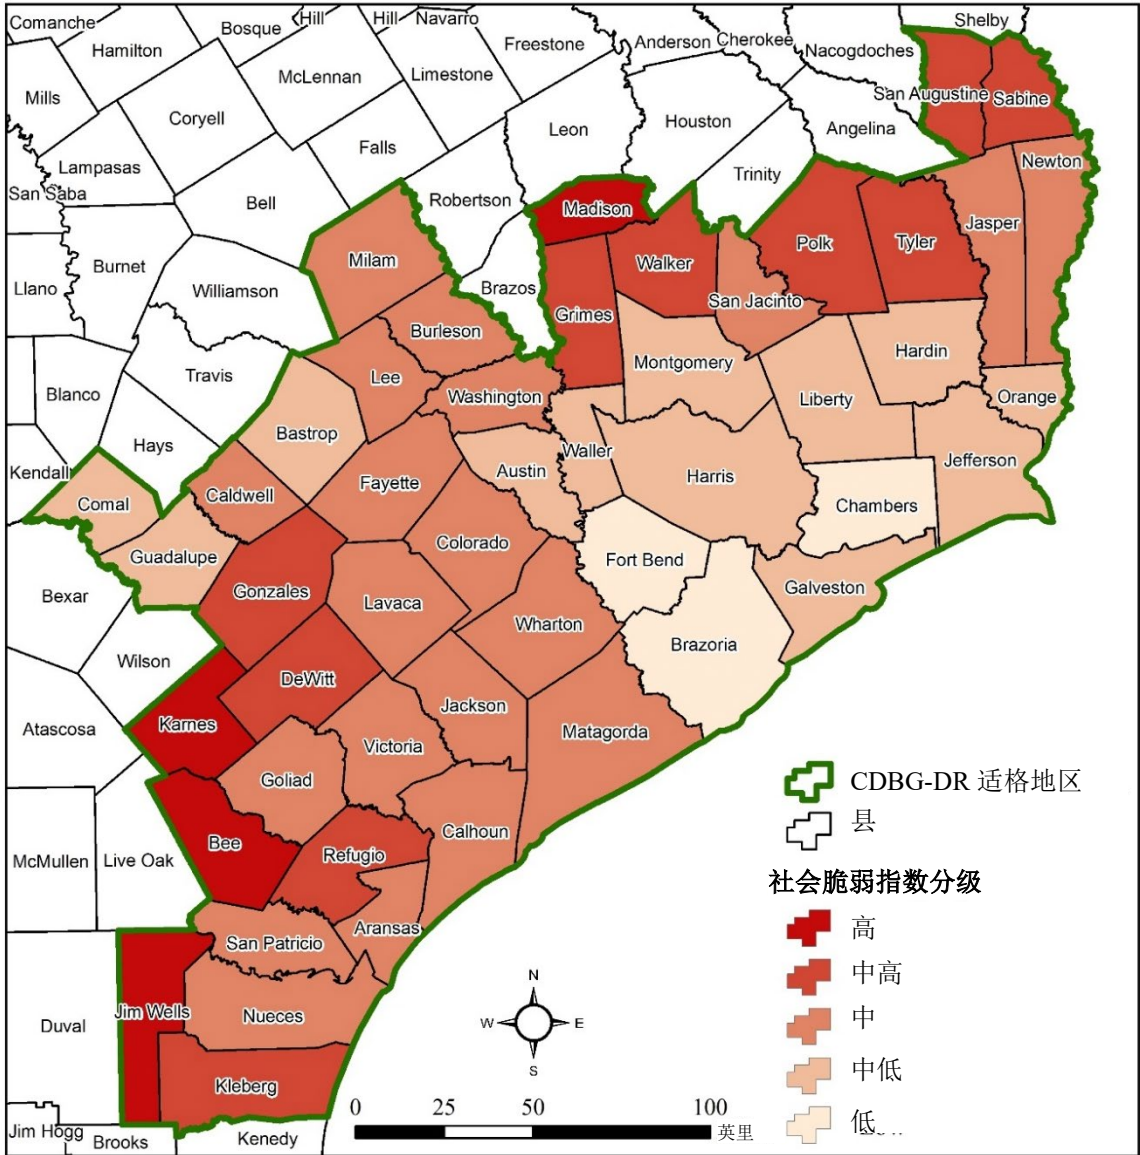 Comanche
Hill
Hill
Navarro
Shelby
Bosque
Hamilton
Freestone
Anderson
Cherokee
Nacogdoches
McLennan
Limestone
Mills
San Augustine
Sabine
Coryell
Leon
Houston
Angelina
Falls
Lampasas
Trinity
Newton
San Saba
Bell
Robertson
Madison
Jasper
Milam
Walker
Polk
Tyler
Burnet
Llano
Williamson
Brazos
San Jacinto
Grimes
Burleson
Hardin
Montgomery
Travis
Lee
Blanco
Washington
Liberty
Orange
Bastrop
Hays
Waller
Kendall
Austin
Jefferson
Harris
Fayette
Caldwell
Comal
Chambers
Colorado
Guadalupe
Fort Bend
Galveston
Gonzales
Bexar
Lavaca
Wharton
Brazoria
Wilson
DeWitt
Jackson
Karnes
Atascosa
Matagorda
Victoria
Goliad
Calhoun
Bee
Refugio
McMullen
Live Oak
Aransas
San Patricio
Jim Wells
Nueces
Duval
Kleberg
Jim Hogg
Brooks
Kenedy
CDBG-DR 适格地区
县
社会脆弱指数分级
高
中高
中
中低
低
N
W
E
S
0 25 50 100
英里